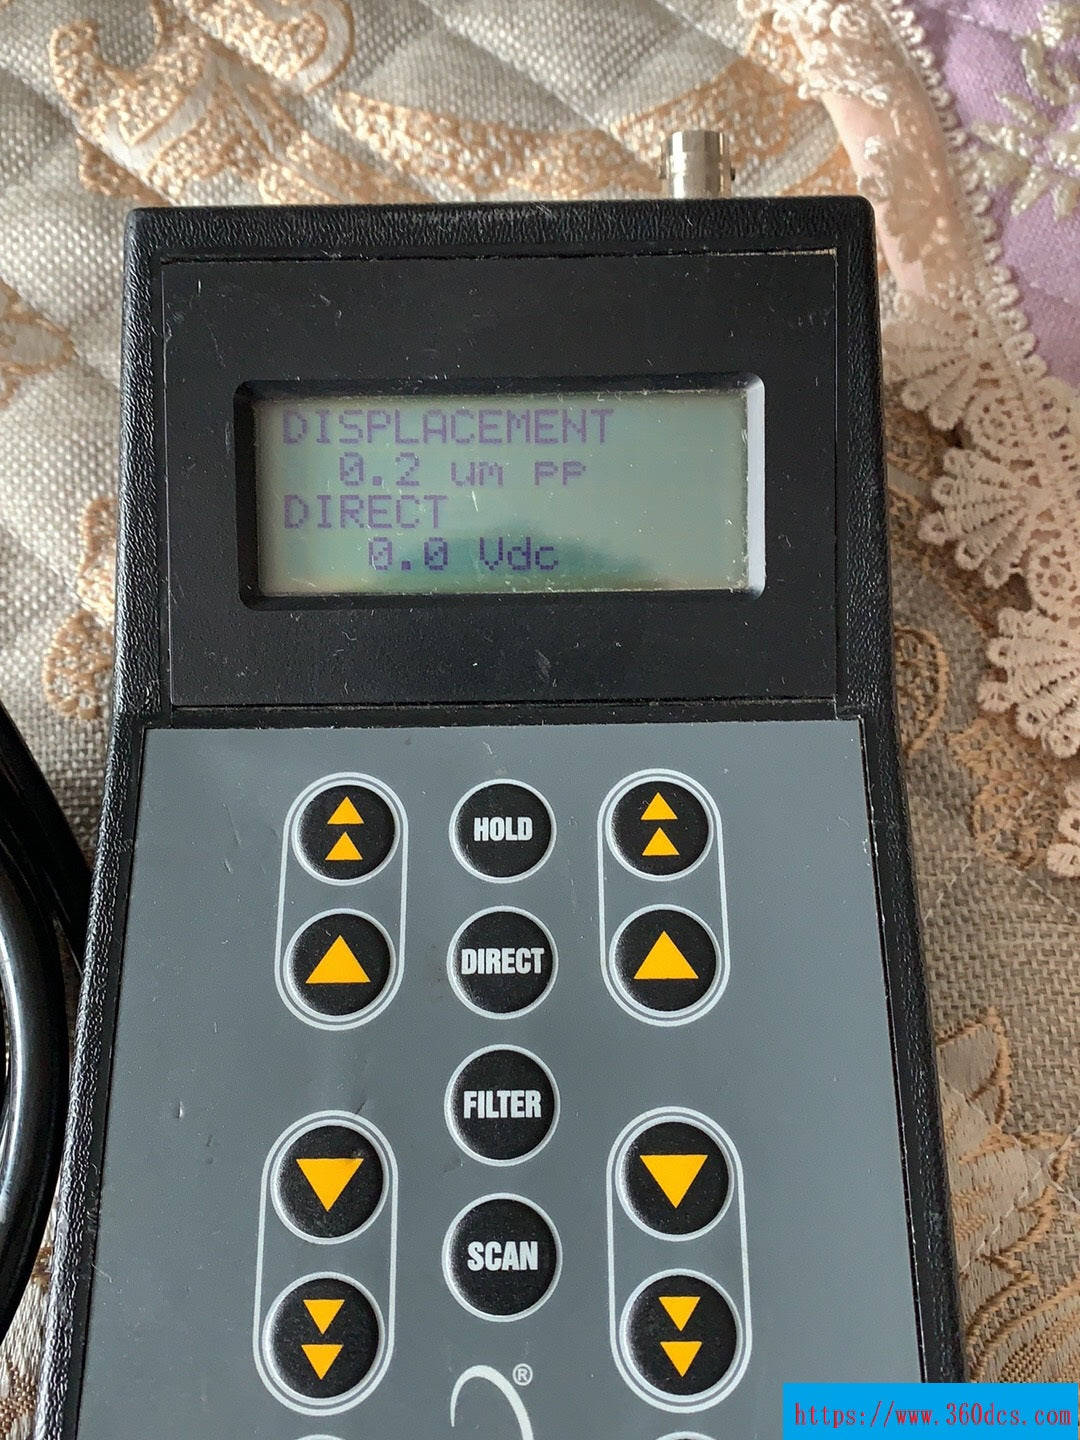 DISPLACEMENT
0.2 um pp
DIRECT
0.0 Vdc
HOLD
DIRECT
FILTER
SCAN
®
https://www.360dcs.com/